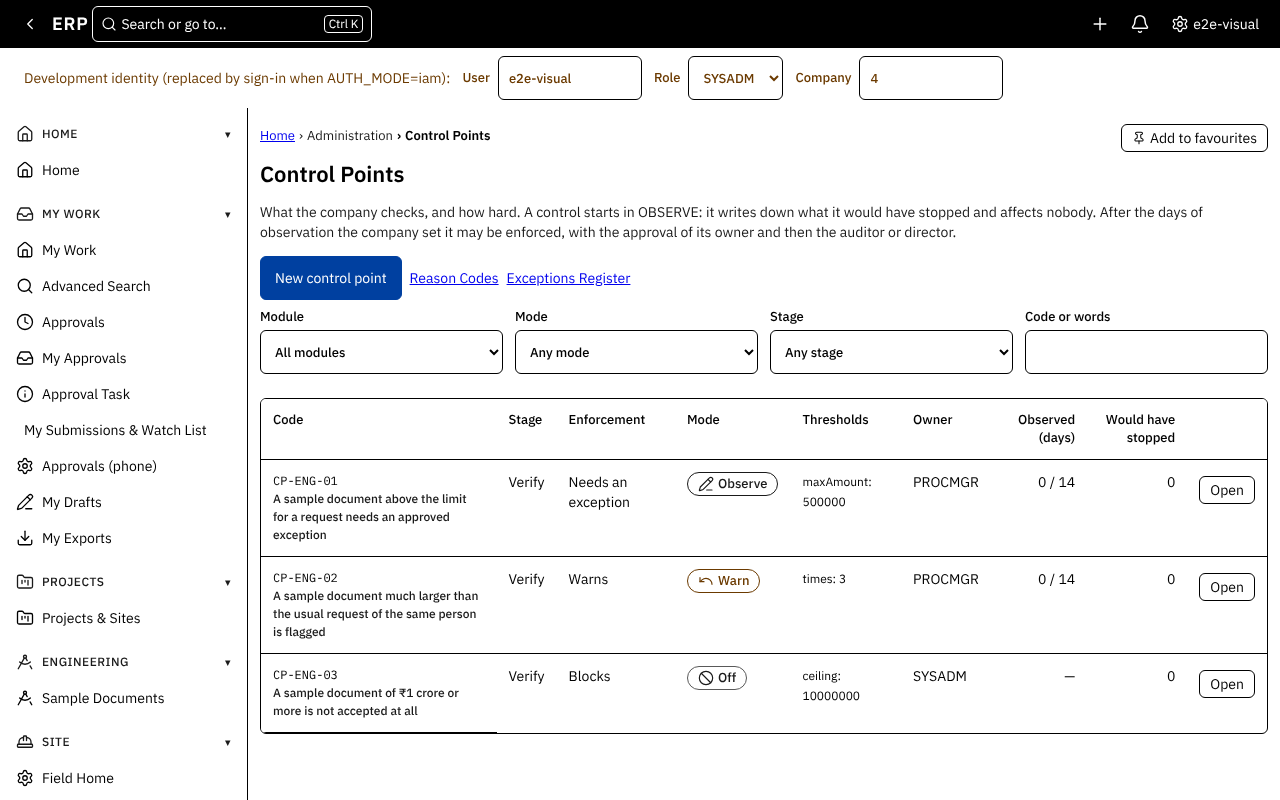 ERP
Search or go to...
Ctrl K
e2e-visual
Development identity (replaced by sign-in when AUTH_MODE=iam):
User
e2e-visual
Role
SYSADM
Company
4
HOME
Home
MY WORK
My Work
Advanced Search
Approvals
My Approvals
Approval Task
My Submissions & Watch List
Approvals (phone)
My Drafts
My Exports
PROJECTS
Projects & Sites
ENGINEERING
Sample Documents
SITE
Field Home
Home › Administration › Control Points
Add to favourites
Control Points
What the company checks, and how hard. A control starts in OBSERVE: it writes down what it would have stopped and affects nobody. After the days of
observation the company set it may be enforced, with the approval of its owner and then the auditor or director.
New control point
Reason Codes
Exceptions Register
Module
Mode
Stage
Code or words
All modules
Any mode
Any stage
Code
Stage
Enforcement
Mode
Thresholds
Owner
Observed
(days)
Would have
stopped
CP-ENG-01
A sample document above the limit
for a request needs an approved
exception
Verify
Needs an
exception
Observe
maxAmount:
500000
PROCMGR
0 / 14
0
Open
CP-ENG-02
A sample document much larger than
the usual request of the same person
is flagged
Verify
Warns
Warn
times: 3
PROCMGR
0 / 14
0
Open
CP-ENG-03
A sample document of ₹1 crore or
more is not accepted at all
Verify
Blocks
Off
ceiling:
10000000
SYSADM
—
0
Open